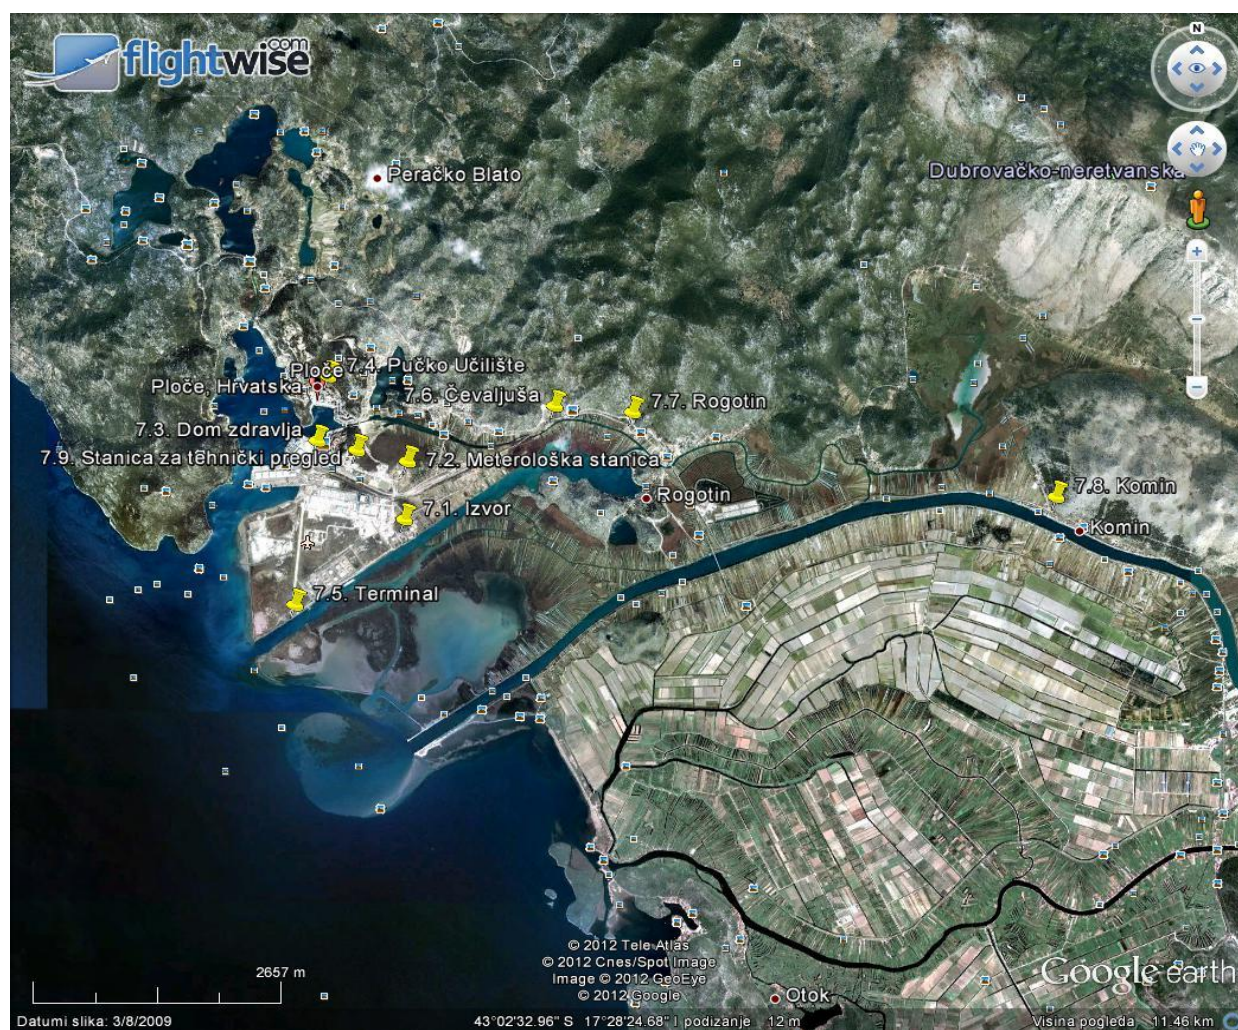 flightwise.com
N
Peračko Blato
Dubrovačko-neretvanska
Ploče
7.4. Pučko Učilište
Ploče, Hrvatska
7.6. Čevaljuša
7.7. Rogotin
7.3. Dom zdravlja
7.9. Stanica za tehnički pregled
7.2. Meterološka stanica
7.8. Komin
Rogotin
7.1. Izvor
Komin
7.5. Terminal
© 2012 Tele Atlas
© 2012 Cnes/Spot Image
Image © 2012 GeoEye
© 2012 Google
2657 m
Google earth
Otok
Datumi slika: 3/8/2009
43°02'32.96" S 17°28'24.68" I podizanje 12 m
Visina pogleda 11.46 km